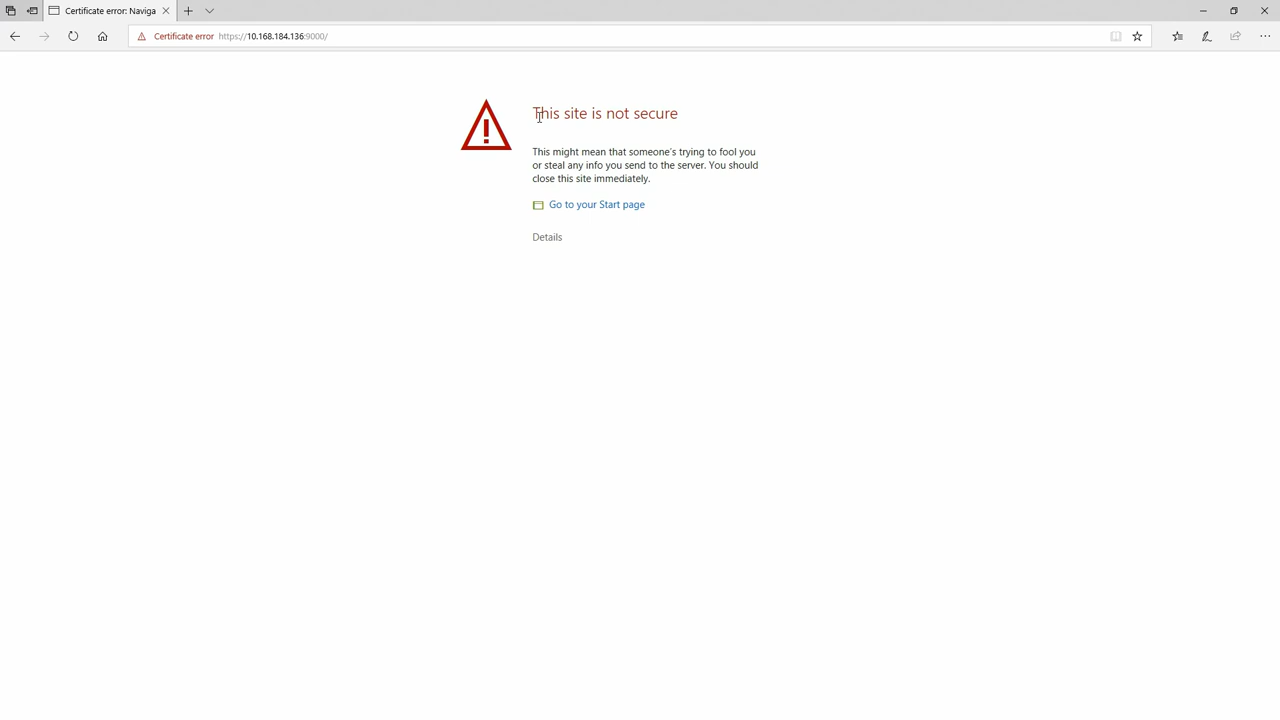 Certificate error: Naviga
Certificate error https://10.168.184.136:9000/
This site is not secure
This might mean that someone's trying to fool you
or steal any info you send to the server. You should
close this site immediately.
Go to your Start page
Details